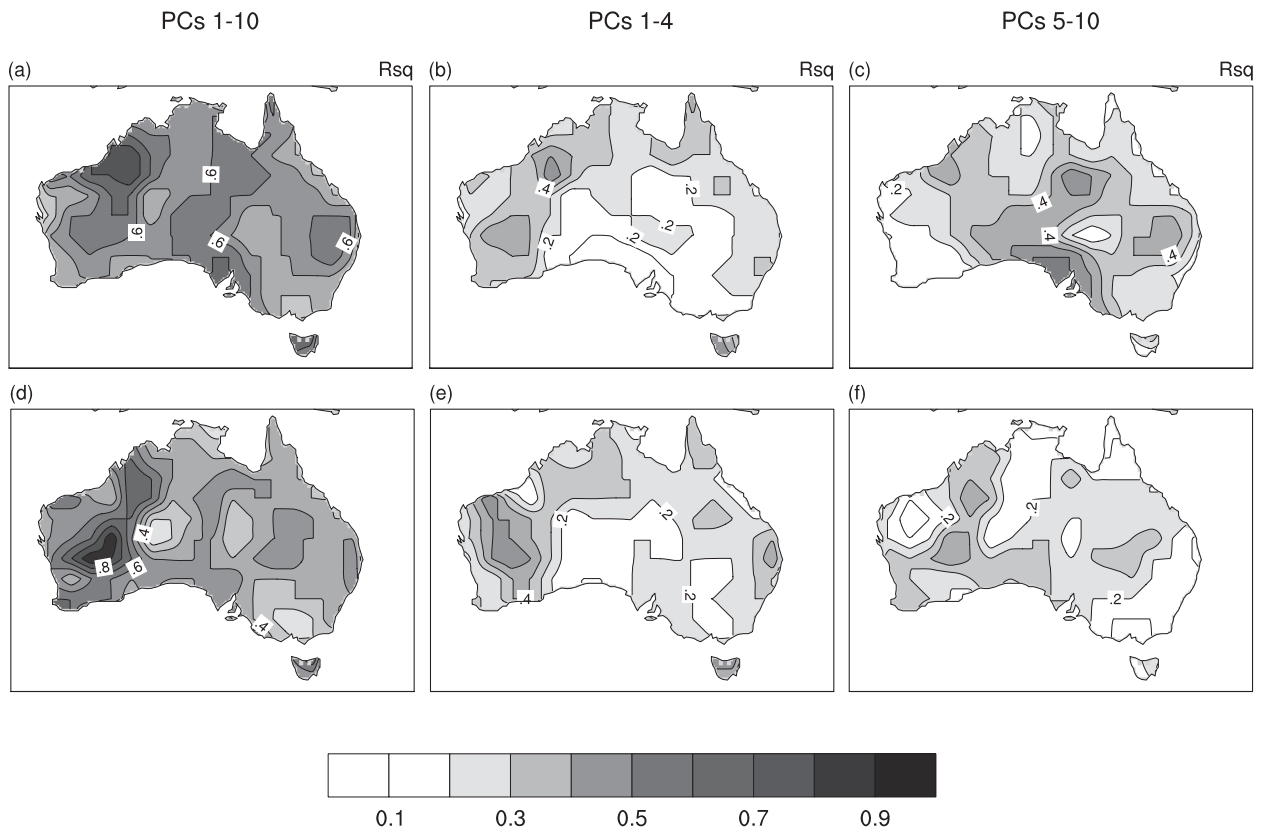 PCs 1-10 PCs 1-4 PCs 5-10
(a) Rsq (b) Rsq (c) Rsq
.6 .6 .6 .6
.4 .2 .2 .2 .2
.2 .4 .4 .4
(d) (e) (f)
.4 .8 .6 .4
.2 .2 .2 .4
.2 .2 .2
0.1 0.3 0.5 0.7 0.9